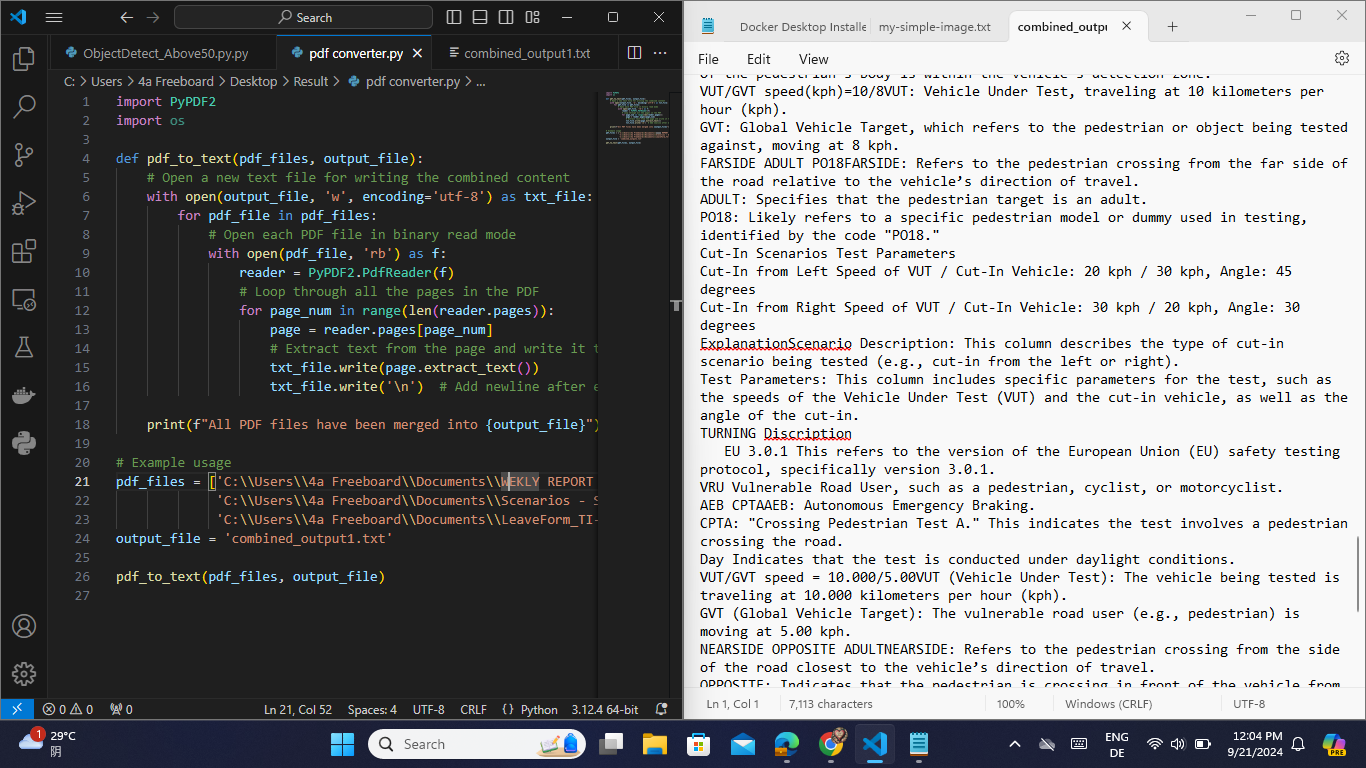 Search
ObjectDetect_Above50.py.py
pdf converter.py
combined_output1.txt
C: > Users > 4a Freeboard > Desktop > Result > pdf converter.py > ...
1 import PyPDF2
2 import os
3
4 def pdf_to_text(pdf_files, output_file):
5 # Open a new text file for writing the combined content
6 with open(output_file, 'w', encoding='utf-8') as txt_file:
7 for pdf_file in pdf_files:
8 # Open each PDF file in binary read mode
9 with open(pdf_file, 'rb') as f:
10 reader = PyPDF2.PdfReader(f)
11 # Loop through all the pages in the PDF
12 for page_num in range(len(reader.pages)):
13 page = reader.pages[page_num]
14 # Extract text from the page and write it t
15 txt_file.write(page.extract_text())
16 txt_file.write('\n') # Add newline after e
17
18 print(f"All PDF files have been merged into {output_file}")
19
20 # Example usage
21 pdf_files = ['C:\\Users\\4a Freeboard\\Documents\\WEKLY REPORT
22 'C:\\Users\\4a Freeboard\\Documents\\Scenarios - S
23 'C:\\Users\\4a Freeboard\\Documents\\LeaveForm_TI-
24 output_file = 'combined_output1.txt'
25
26 pdf_to_text(pdf_files, output_file)
27
0 0 0 Ln 21, Col 52 Spaces: 4 UTF-8 CRLF {} Python 3.12.4 64-bit
Docker Desktop Installe
my-simple-image.txt
combined_outpu
File Edit View
of the pedestrian's body is within the vehicle's detection zone.
VUT/GVT speed(kph)=10/8VUT: Vehicle Under Test, traveling at 10 kilometers per
hour (kph).
GVT: Global Vehicle Target, which refers to the pedestrian or object being tested
against, moving at 8 kph.
FARSIDE ADULT PO18FARSIDE: Refers to the pedestrian crossing from the far side of
the road relative to the vehicle’s direction of travel.
ADULT: Specifies that the pedestrian target is an adult.
PO18: Likely refers to a specific pedestrian model or dummy used in testing,
identified by the code "PO18."
Cut-In Scenarios Test Parameters
Cut-In from Left Speed of VUT / Cut-In Vehicle: 20 kph / 30 kph, Angle: 45
degrees
Cut-In from Right Speed of VUT / Cut-In Vehicle: 30 kph / 20 kph, Angle: 30
degrees
ExplanationScenario Description: This column describes the type of cut-in
scenario being tested (e.g., cut-in from the left or right).
Test Parameters: This column includes specific parameters for the test, such as
the speeds of the Vehicle Under Test (VUT) and the cut-in vehicle, as well as the
angle of the cut-in.
TURNING Discription
EU 3.0.1 This refers to the version of the European Union (EU) safety testing
protocol, specifically version 3.0.1.
VRU Vulnerable Road User, such as a pedestrian, cyclist, or motorcyclist.
AEB CPTAAEB: Autonomous Emergency Braking.
CPTA: "Crossing Pedestrian Test A." This indicates the test involves a pedestrian
crossing the road.
Day Indicates that the test is conducted under daylight conditions.
VUT/GVT speed = 10.000/5.00VUT (Vehicle Under Test): The vehicle being tested is
traveling at 10.000 kilometers per hour (kph).
GVT (Global Vehicle Target): The vulnerable road user (e.g., pedestrian) is
moving at 5.00 kph.
NEARSIDE OPPOSITE ADULTNEARSIDE: Refers to the pedestrian crossing from the side
of the road closest to the vehicle’s direction of travel.
OPPOSITE: Indicates that the pedestrian is crossing in front of the vehicle from
Ln 1, Col 1 7,113 characters 100% Windows (CRLF) UTF-8
1
29°C
阴
Search
PRE
ENG
DE
12:04 PM
9/21/2024